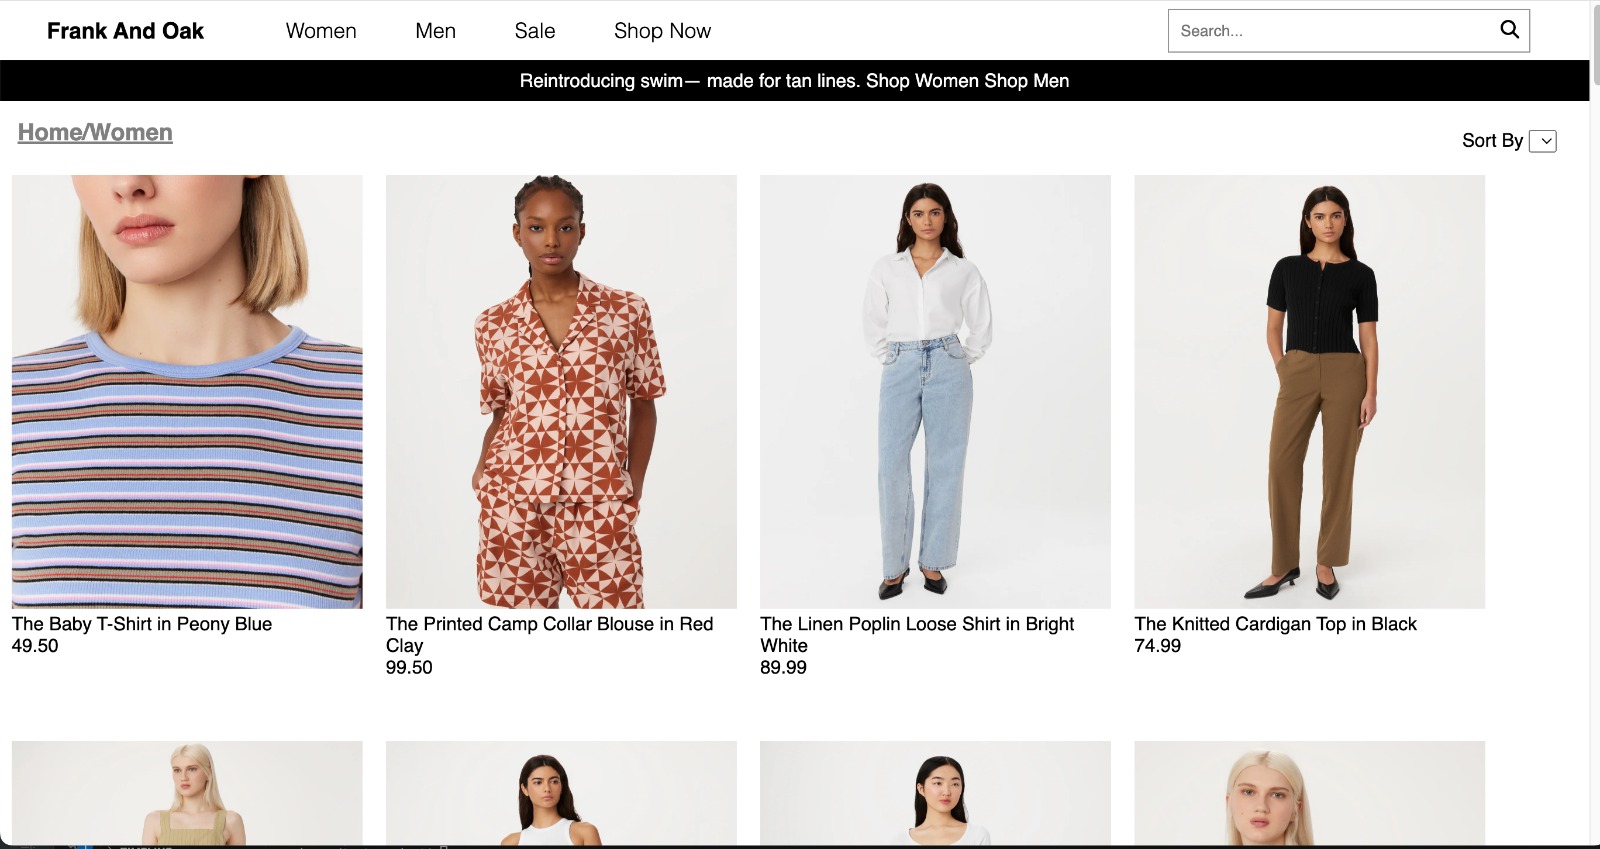 Frank And Oak
Women
Men
Sale
Shop Now
Search...
Reintroducing swim— made for tan lines. Shop Women Shop Men
Home/Women
Sort By
The Baby T-Shirt in Peony Blue
49.50
The Printed Camp Collar Blouse in Red
Clay
99.50
The Linen Poplin Loose Shirt in Bright
White
89.99
The Knitted Cardigan Top in Black
74.99